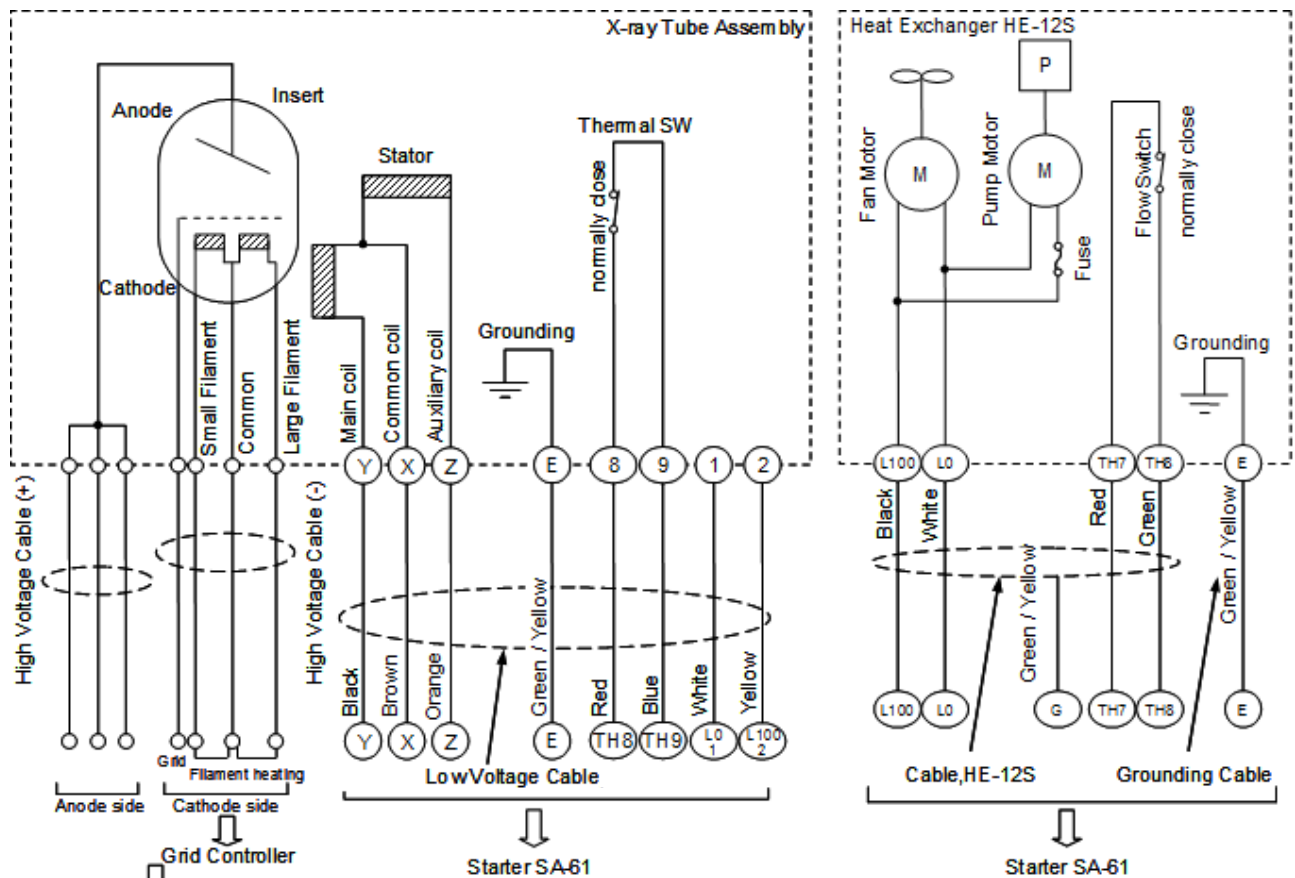 X-ray Tube Assembly
Heat Exchanger HE-12S
P
Insert
Anode
Thermal SW
Stator
M
M
Fan Motor
Pump Motor
Flow Switch
normally close
normally close
Fuse
Cathode
Small Filament
Common
Large Filament
Main coil
Common coil
Auxiliary coil
Grounding
Grounding
Y
X
Z
E
8
9
1
2
L100
L0
TH7
TH8
E
High Voltage Cable (+)
High Voltage Cable (-)
Black
Brown
Orange
Green / Yellow
Red
Blue
White
Yellow
Black
White
Green / Yellow
Red
Green
Green / Yellow
Y
X
Z
E
TH8
TH9
L0
1
L100
2
L100
L0
G
TH7
TH8
E
Grid
Filament heating
Low Voltage Cable
Cable,HE-12S
Grounding Cable
Anode side
Cathode side
Grid Controller
Starter SA-61
Starter SA-61